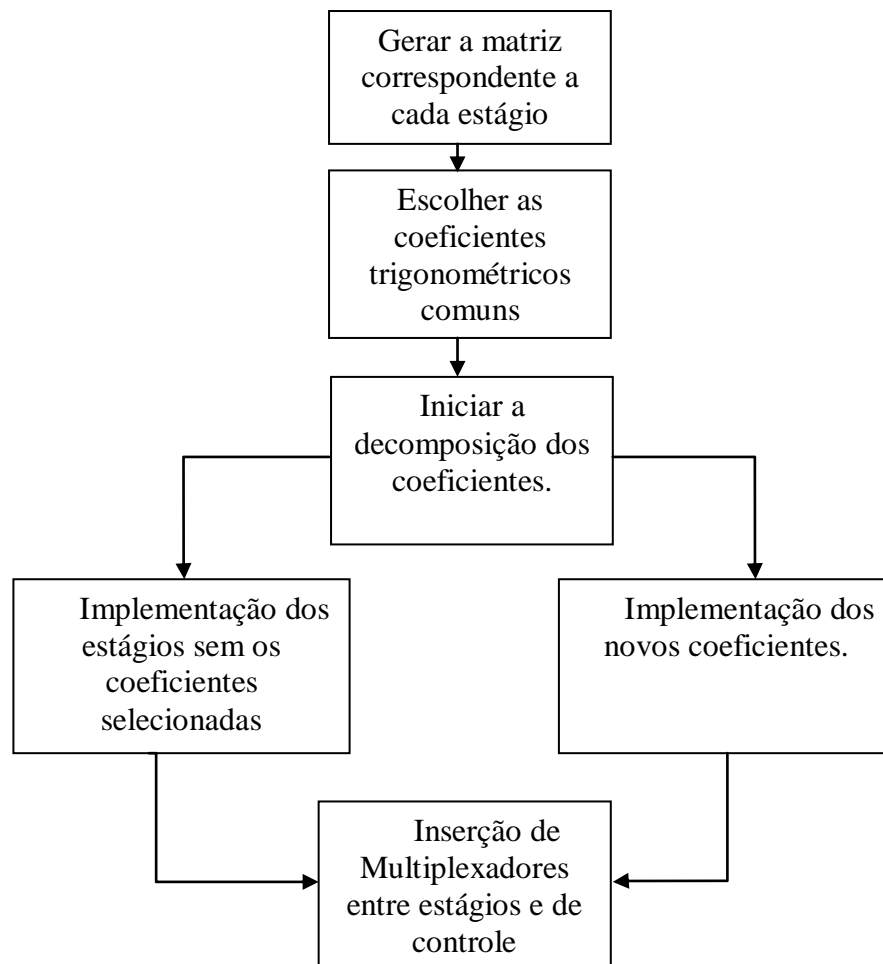 Gerar a matriz
correspondente a
cada estágio
Escolher as
coeficientes
trigonométricos
comuns
Iniciar a
decomposição dos
coeficientes.
Implementação dos
estágios sem os
coeficientes
selecionadas
Implementação dos
novos coeficientes.
Inserção de
Multiplexadores
entre estágios e de
controle